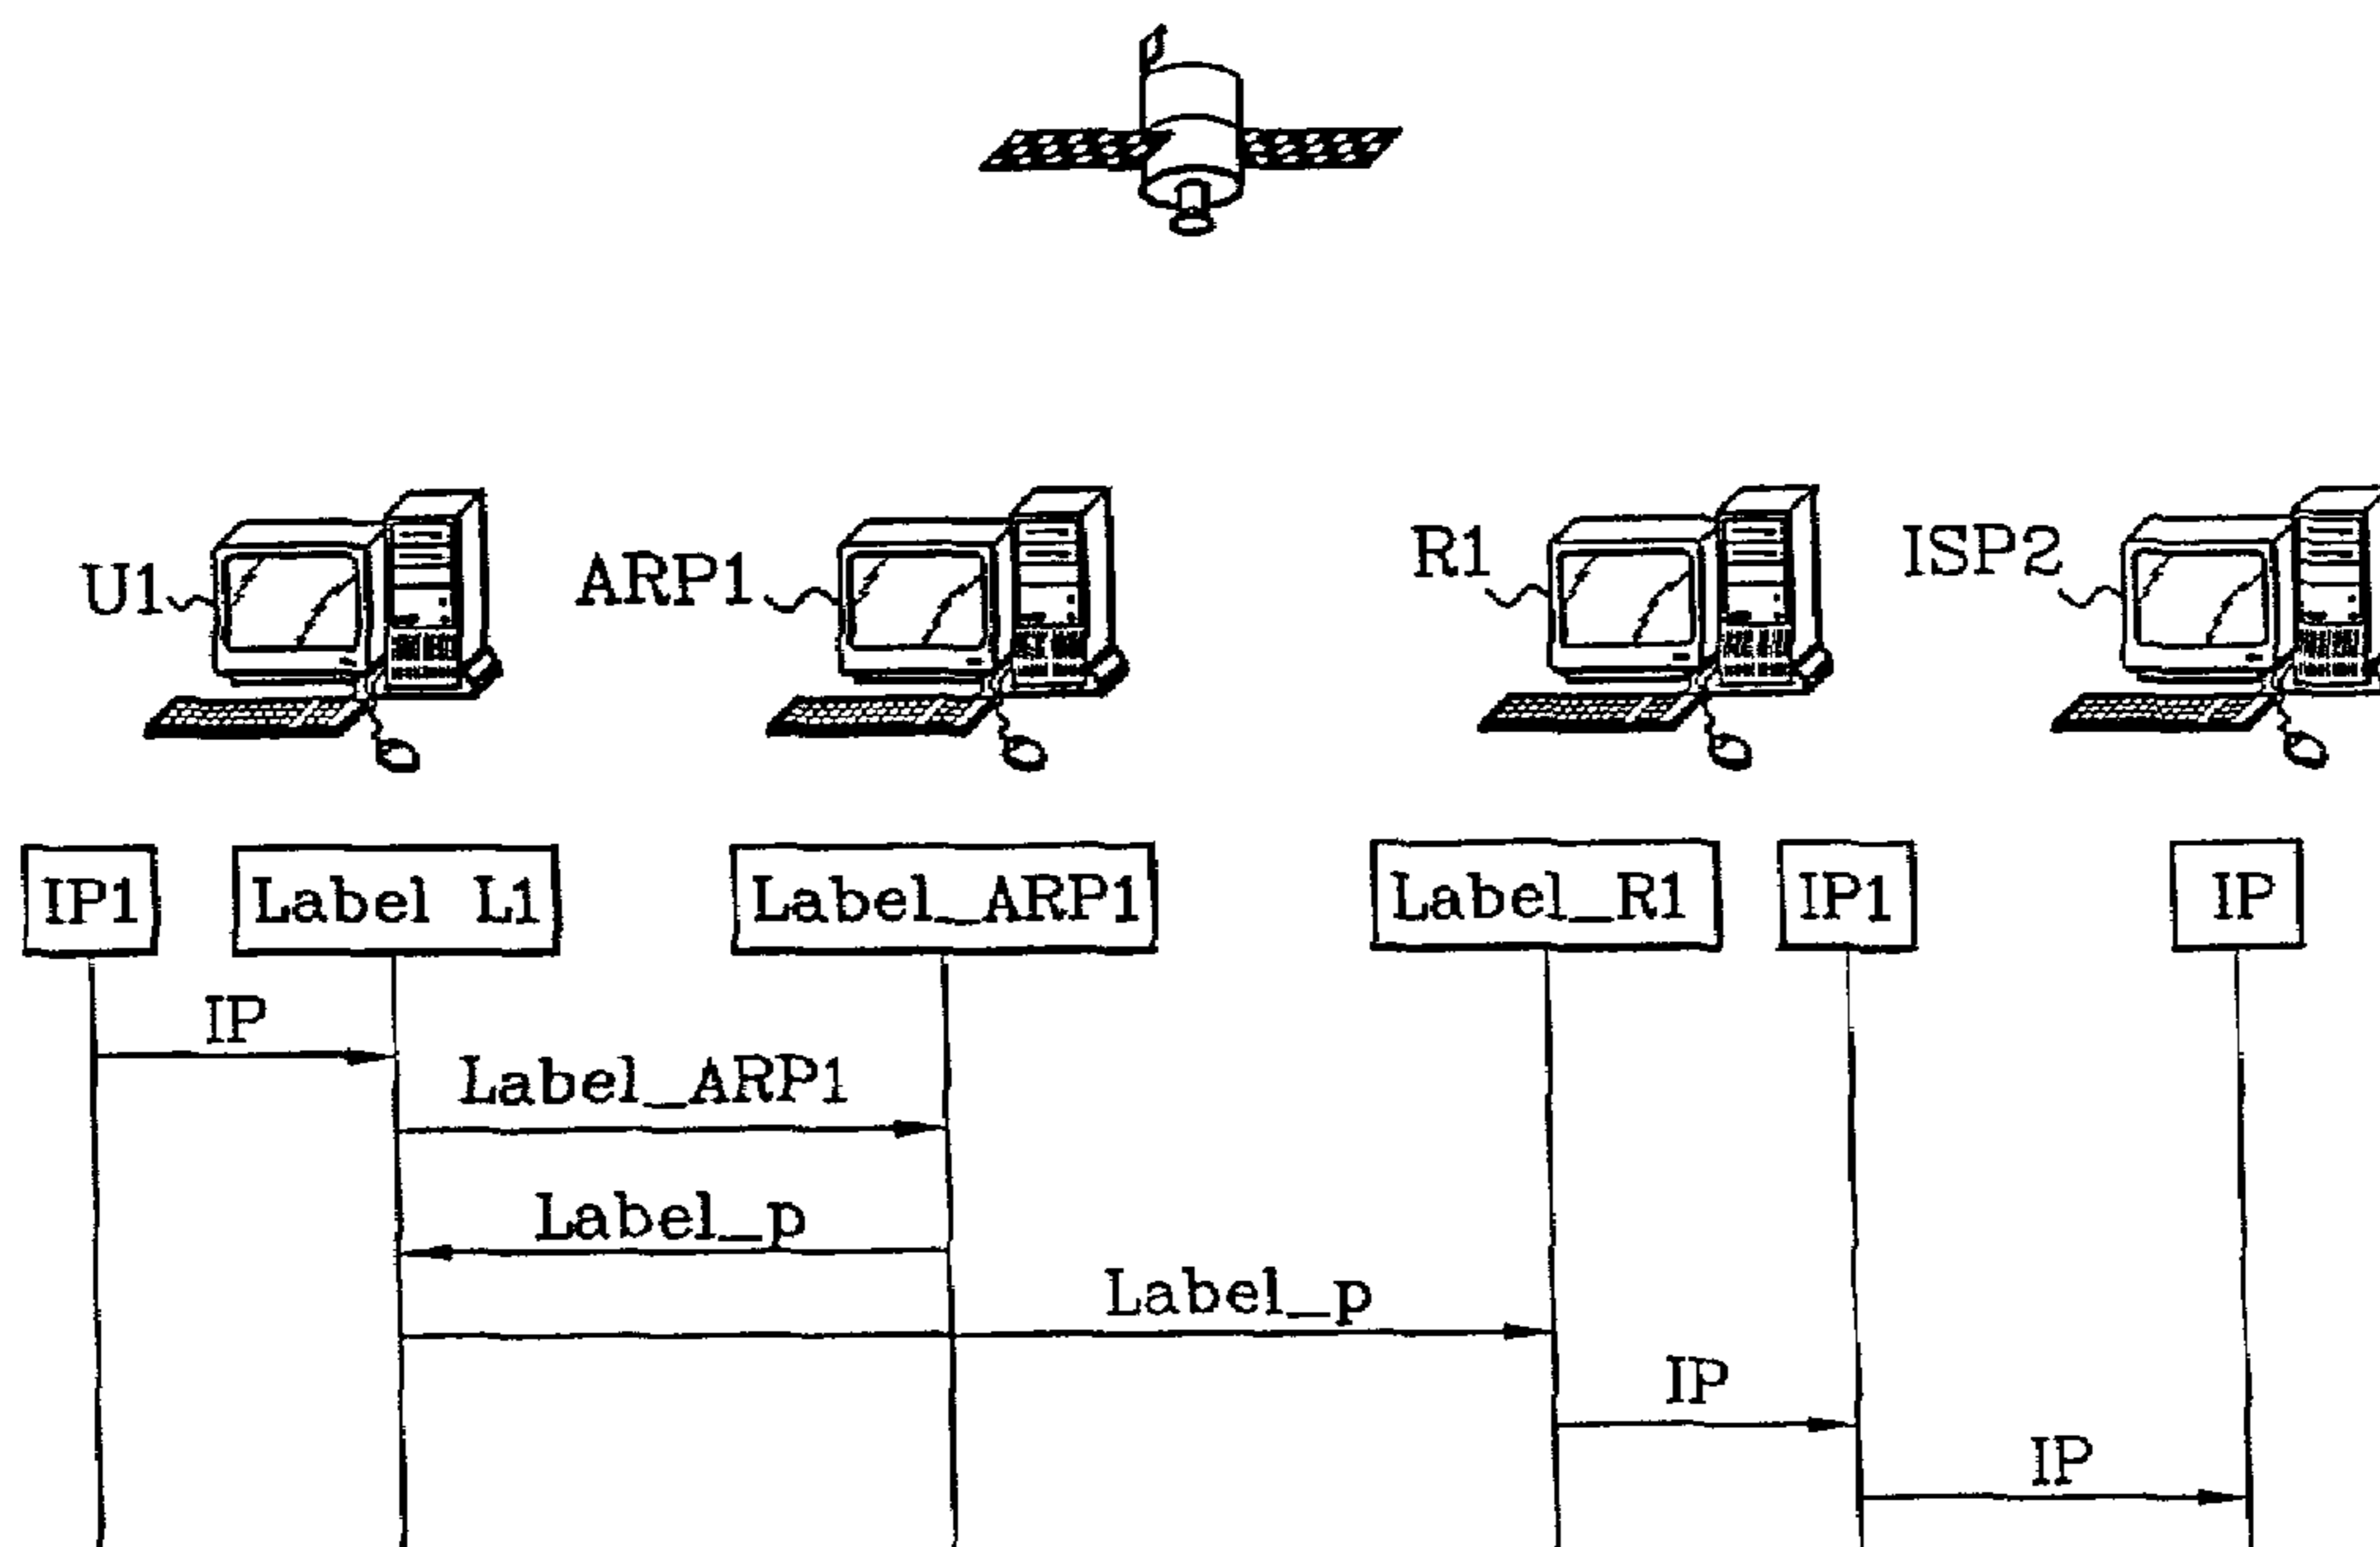 U1
ARP1
R1
ISP2
IP1
Label L1
Label_ARP1
Label_R1
IP1
IP
IP
Label_ARP1
Label_p
Label_p
IP
IP